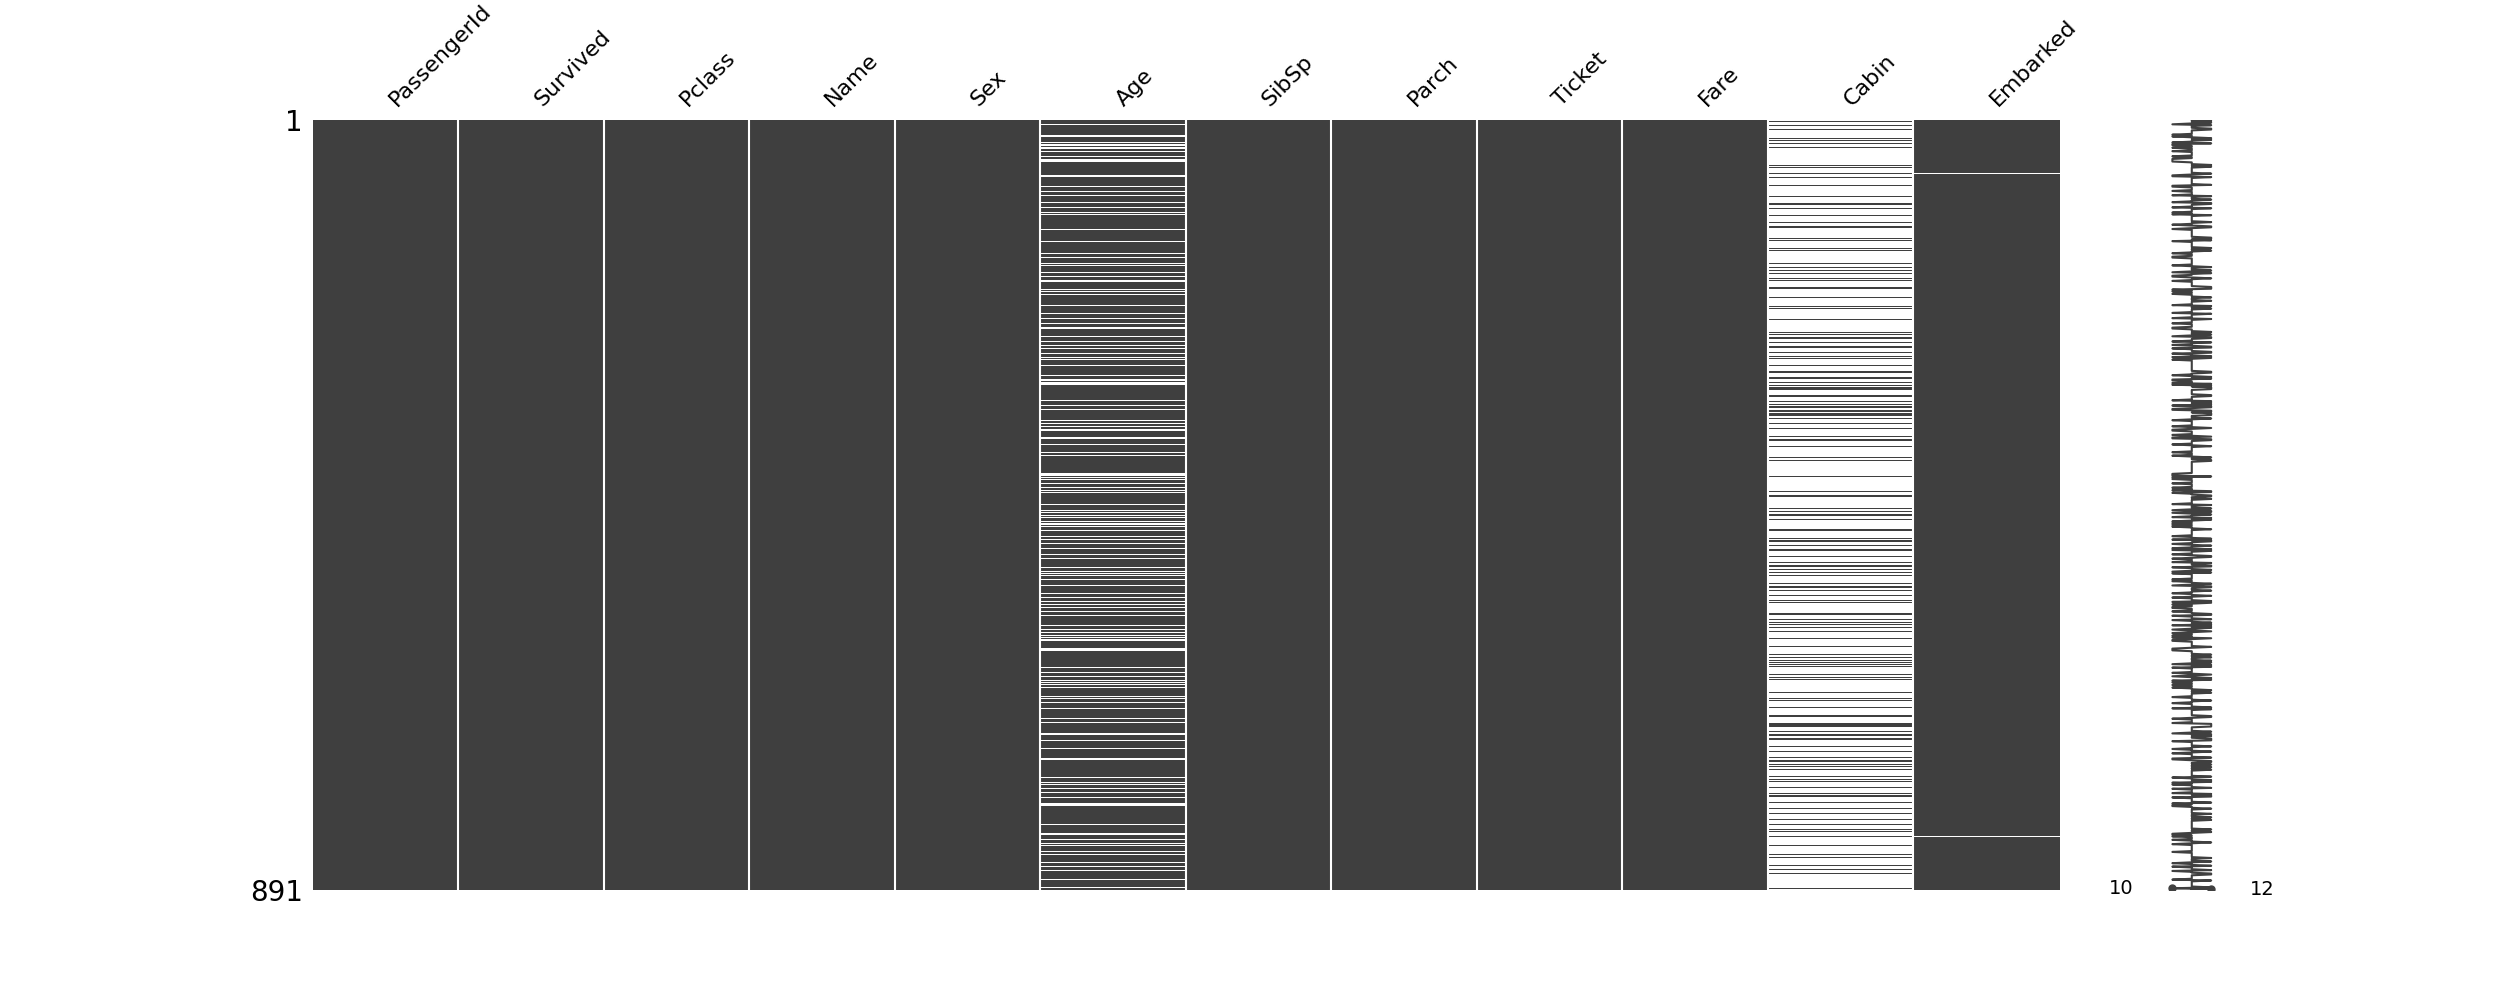 PassengerId
Survived
Pclass
Name
Sex
Age
SibSp
Parch
Ticket
Fare
Cabin
Embarked
1
891
10
12